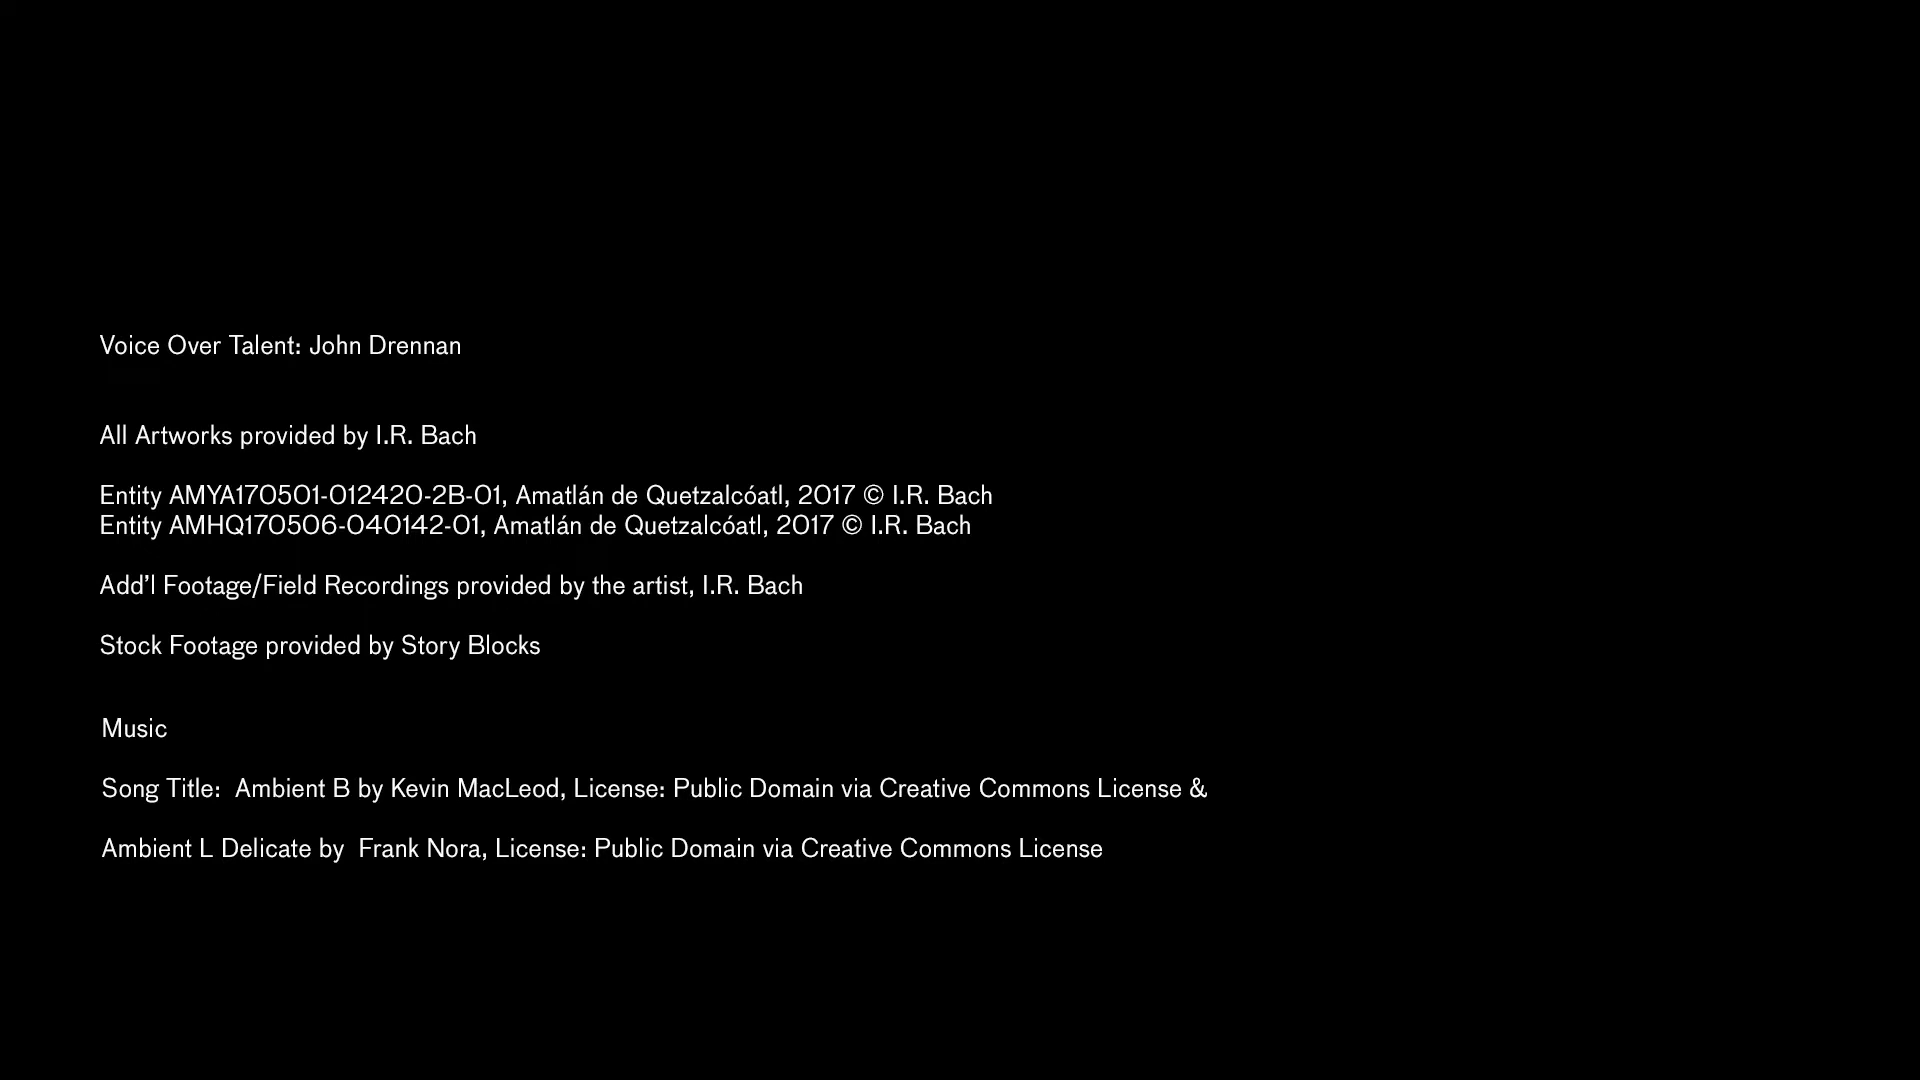 Voice Over Talent: John Drennan
All Artworks provided by I.R. Bach
Entity AMYA170501-012420-2B-01, Amatlán de Quetzalcóatl, 2017 © I.R. Bach
Entity AMHQ170506-040142-01, Amatlán de Quetzalcóatl, 2017 © I.R. Bach
Add’l Footage/Field Recordings provided by the artist, I.R. Bach
Stock Footage provided by Story Blocks
Music
Song Title:  Ambient B by Kevin MacLeod, License: Public Domain via Creative Commons License &
Ambient L Delicate by  Frank Nora, License: Public Domain via Creative Commons License